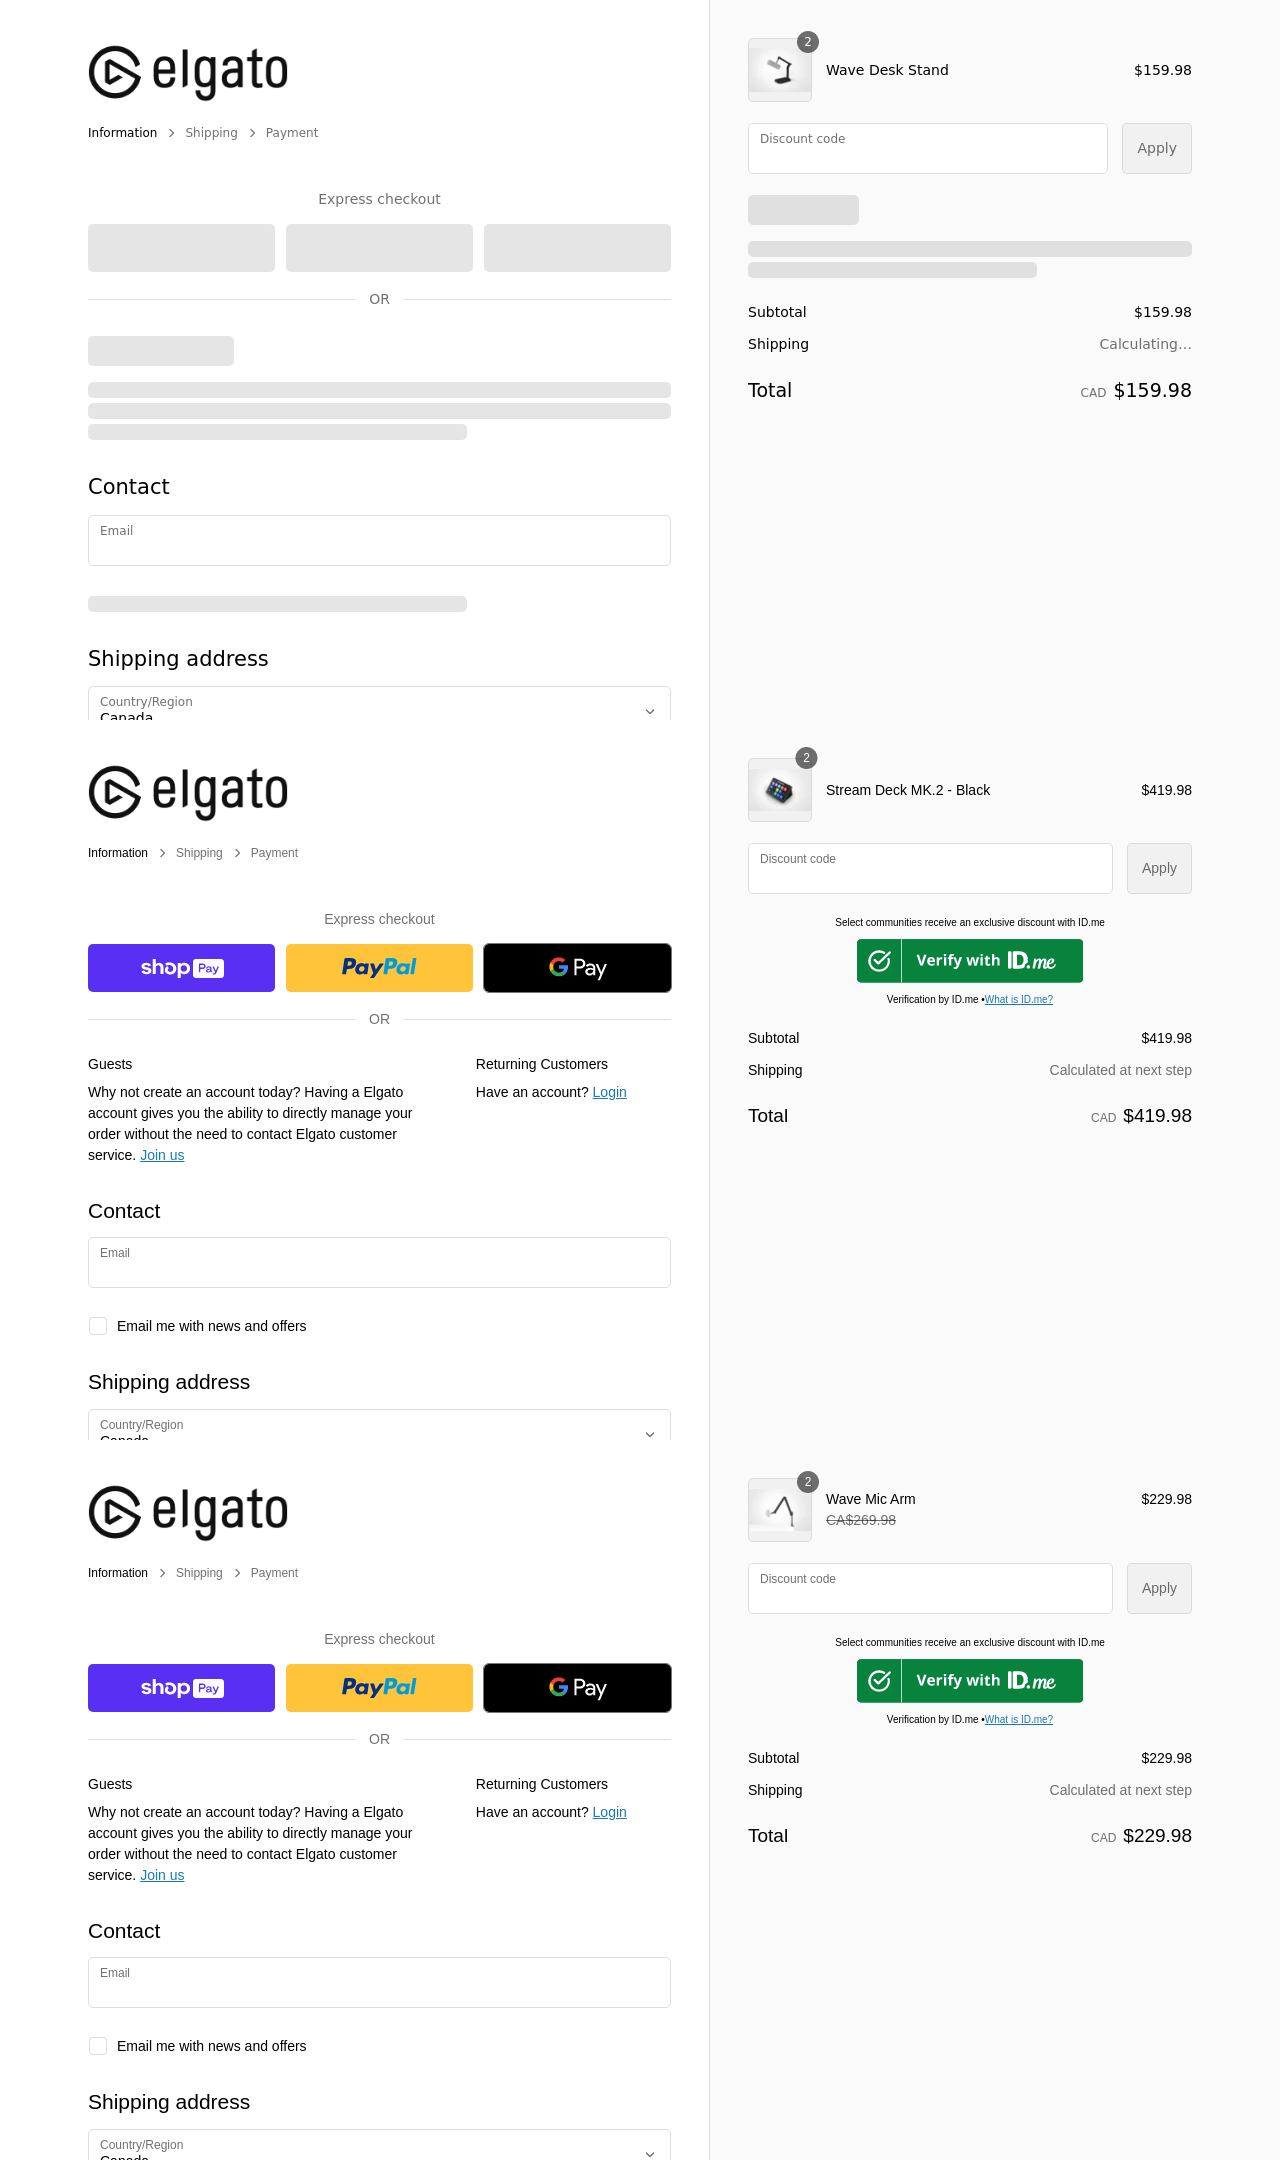 elgato
Information
Shipping
Payment
Express checkout
OR
Contact
Email
Shipping address
Country/Region
Canada
2
Wave Desk Stand
$159.98
Discount code
Apply
Subtotal
$159.98
Shipping
Calculating...
Total
CAD $159.98
elgato
Information
Shipping
Payment
Express checkout
shop Pay
PayPal
G Pay
OR
Guests
Why not create an account today? Having a Elgato
account gives you the ability to directly manage your
order without the need to contact Elgato customer
service. Join us
Returning Customers
Have an account? Login
Contact
Email
Email me with news and offers
Shipping address
Country/Region
Canada
2
Stream Deck MK.2 - Black
$419.98
Discount code
Apply
Select communities receive an exclusive discount with ID.me
Verify with ID.me
Verification by ID.me •What is ID.me?
Subtotal
$419.98
Shipping
Calculated at next step
Total
CAD $419.98
elgato
Information
Shipping
Payment
Express checkout
shop Pay
PayPal
G Pay
OR
Guests
Why not create an account today? Having a Elgato
account gives you the ability to directly manage your
order without the need to contact Elgato customer
service. Join us
Returning Customers
Have an account? Login
Contact
Email
Email me with news and offers
Shipping address
Country/Region
Canada
2
Wave Mic Arm
CA$269.98
$229.98
Discount code
Apply
Select communities receive an exclusive discount with ID.me
Verify with ID.me
Verification by ID.me •What is ID.me?
Subtotal
$229.98
Shipping
Calculated at next step
Total
CAD $229.98